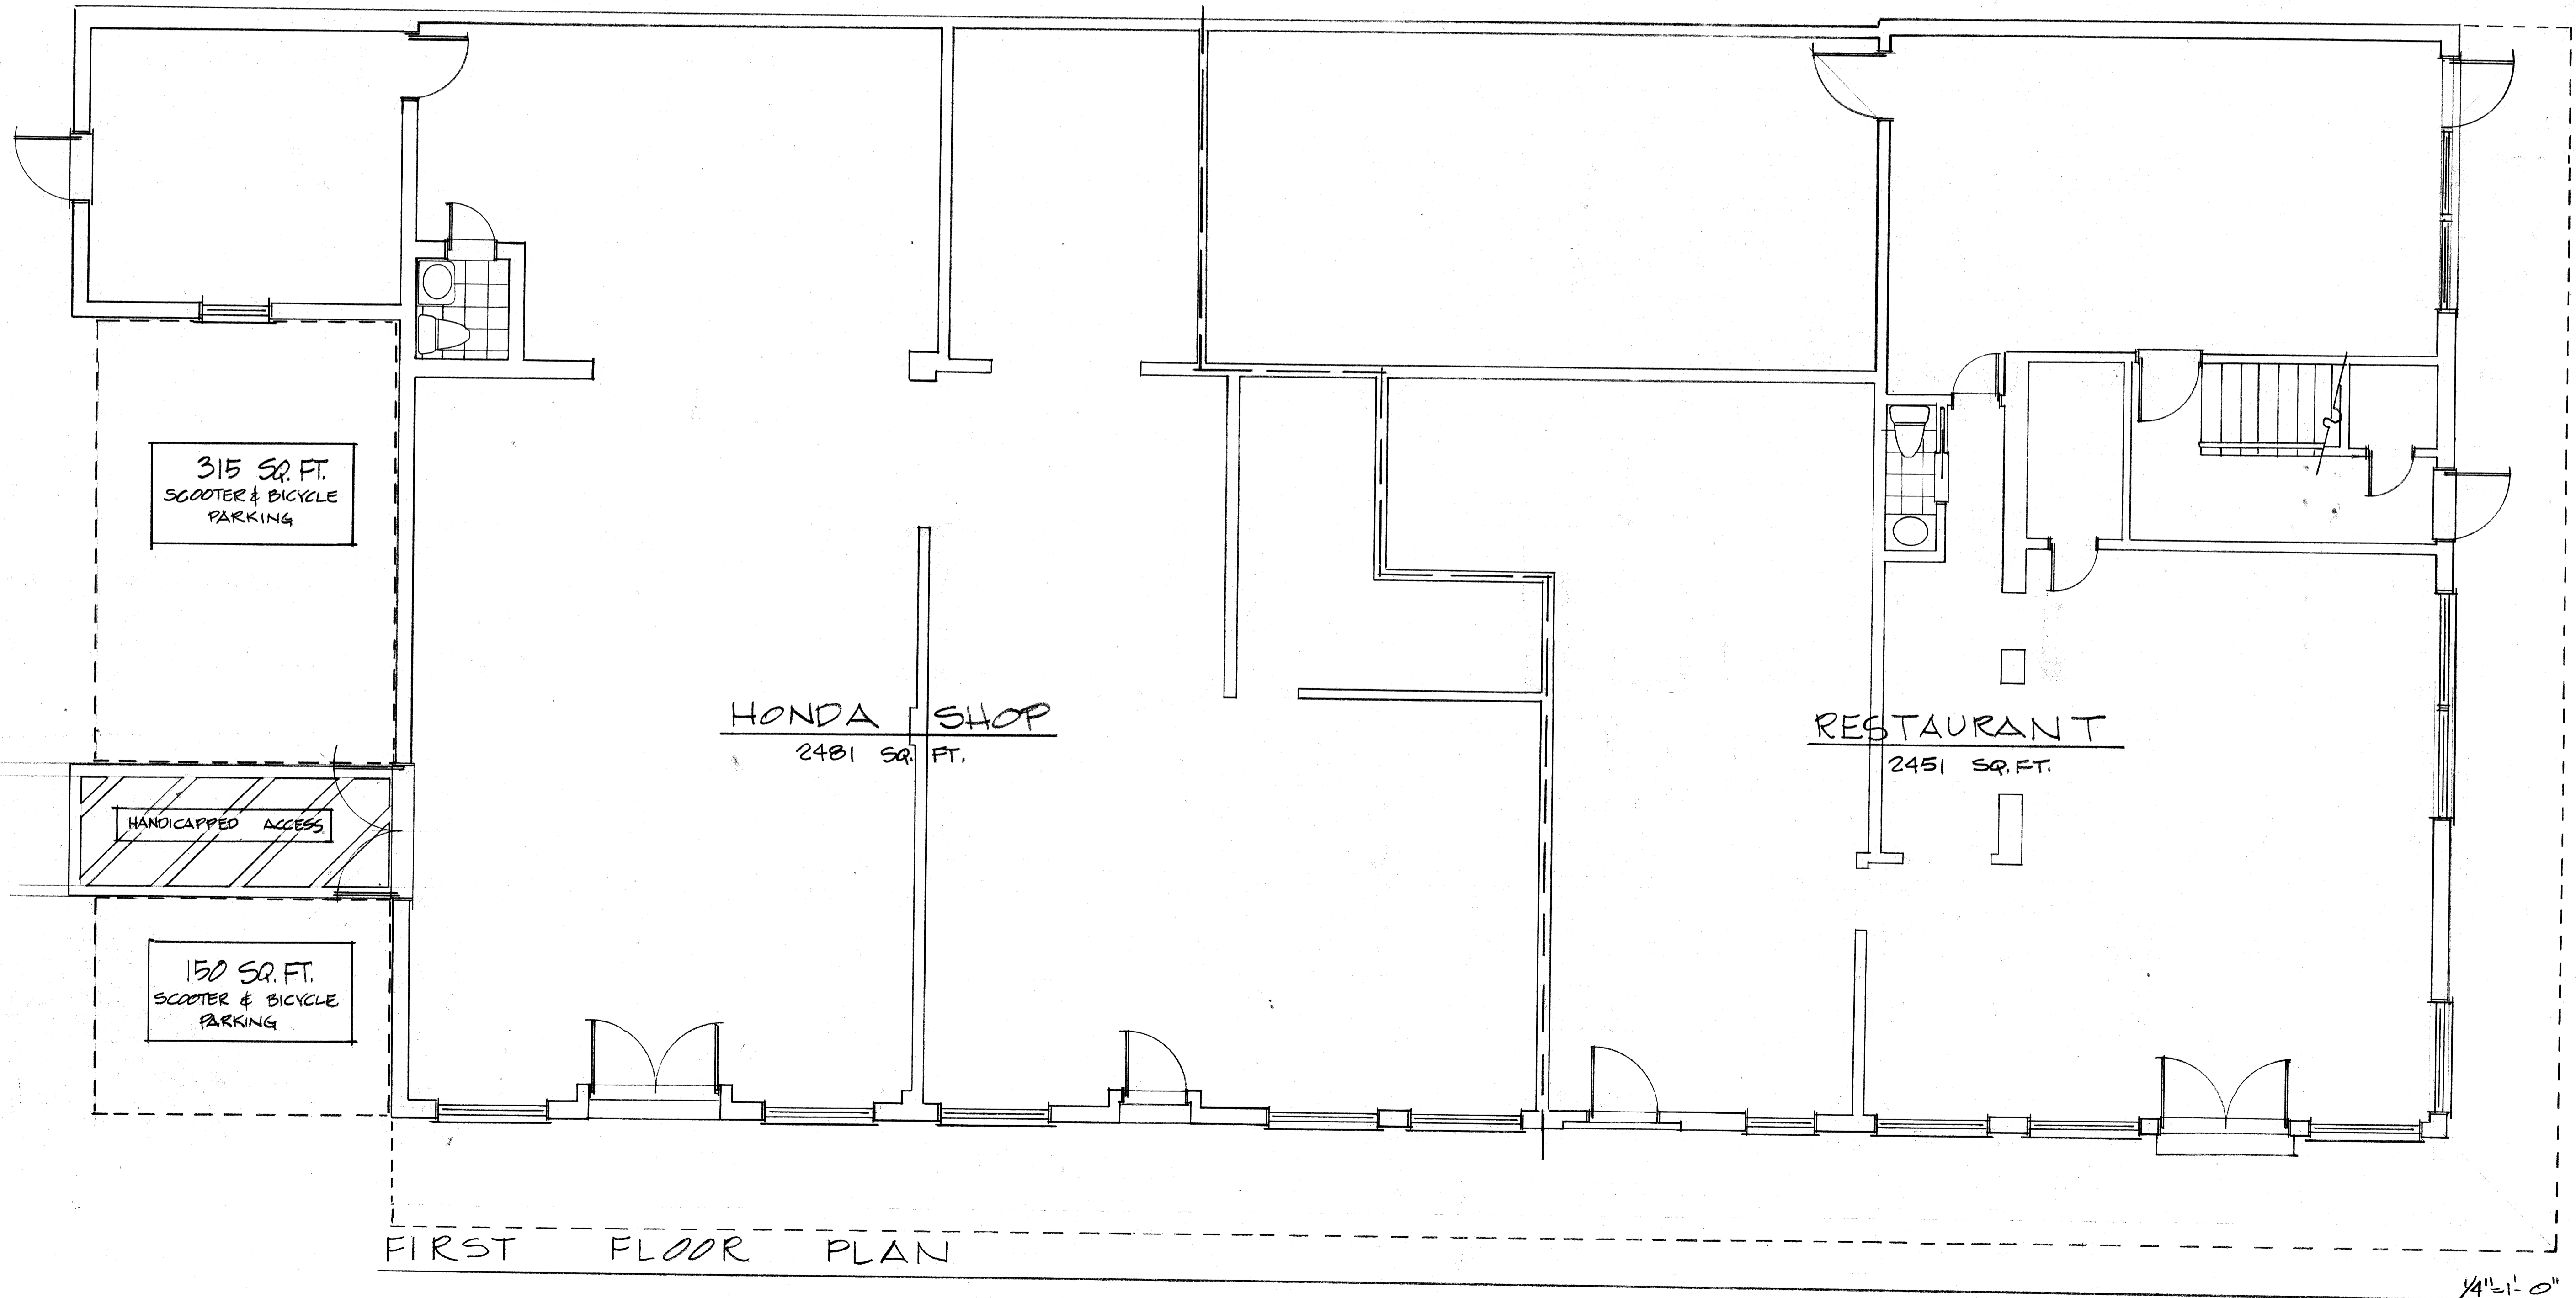 315 SQ. FT.
SCOOTER & BICYCLE
PARKING
HONDA SHOP
2481 SQ. FT.
RESTAURANT
2451 SQ. FT.
HANDICAPPED ACCESS
150 SQ. FT.
SCOOTER & BICYCLE
PARKING
FIRST FLOOR PLAN
1/4"=1'-0"